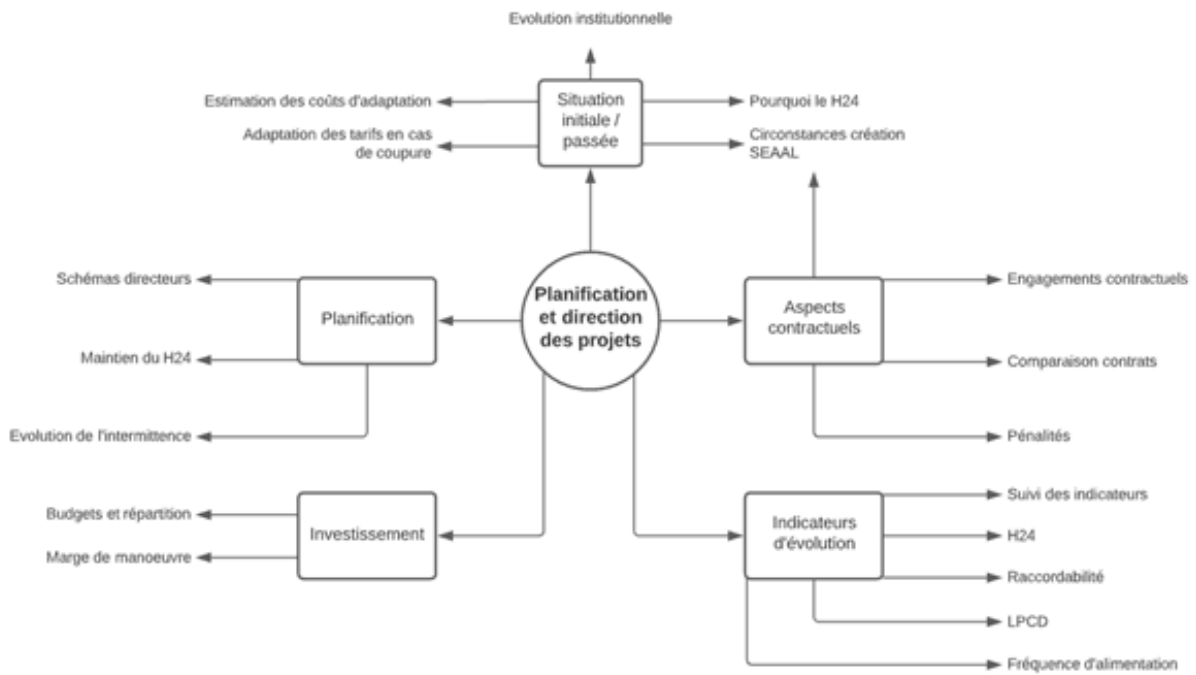 Evolution institutionnelle
Estimation des coûts d'adaptation
Adaptation des tarifs en cas
de coupure
Situation
initiale /
passée
Pourquoi le H24
Circonstances création
SEAAL
Schémas directeurs
Maintien du H24
Evolution de l'intermittence
Planification
Planification
et direction
des projets
Aspects
contractuels
Engagements contractuels
Comparaison contrats
Pénalités
Budgets et répartition
Marge de manoeuvre
Investissement
Indicateurs
d'évolution
Suivi des indicateurs
H24
Raccordabilité
LPCD
Fréquence d'alimentation